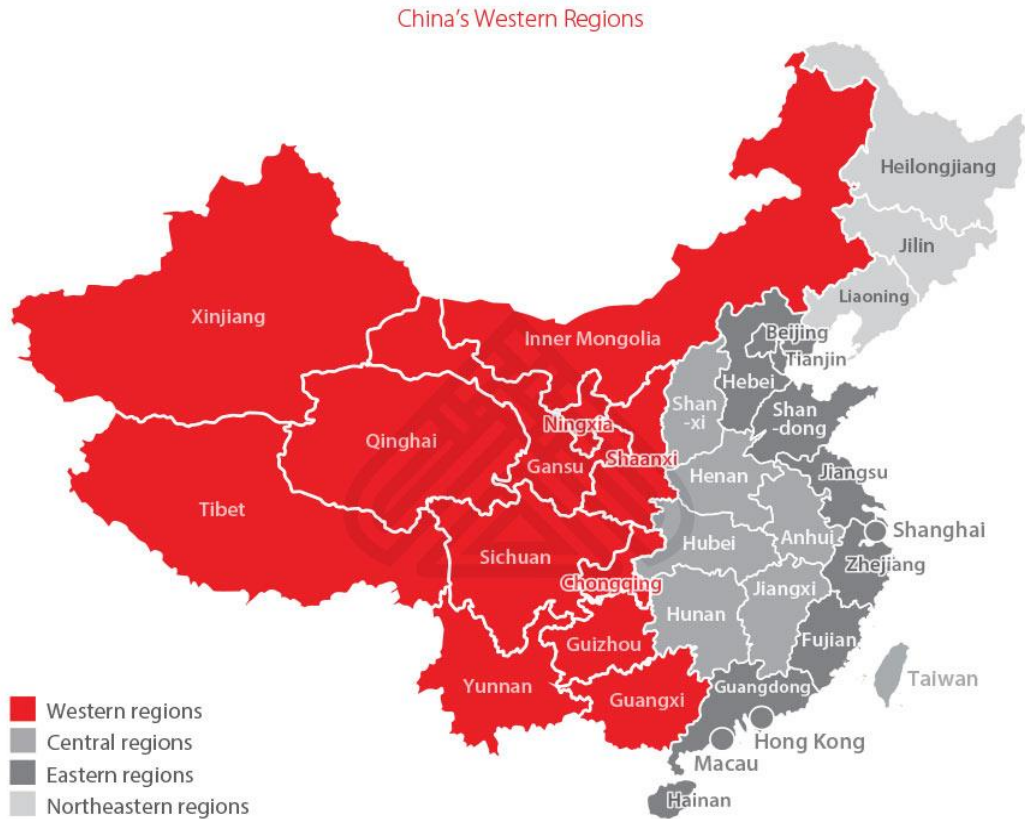 China's Western Regions
Heilongjiang
Jilin
Liaoning
Xinjiang
Inner Mongolia
Beijing
Tianjin
Hebei
Shan
-xi
Shan
-dong
Ningxia
Qinghai
Gansu
Shaanxi
Henan
Jiangsu
Tibet
Shanghai
Anhui
Hubei
Sichuan
Zhejiang
Chongqing
Jiangxi
Hunan
Fujian
Guizhou
Taiwan
Yunnan
Guangxi
Guangdong
Hong Kong
Macau
Hainan
Western regions
Central regions
Eastern regions
Northeastern regions